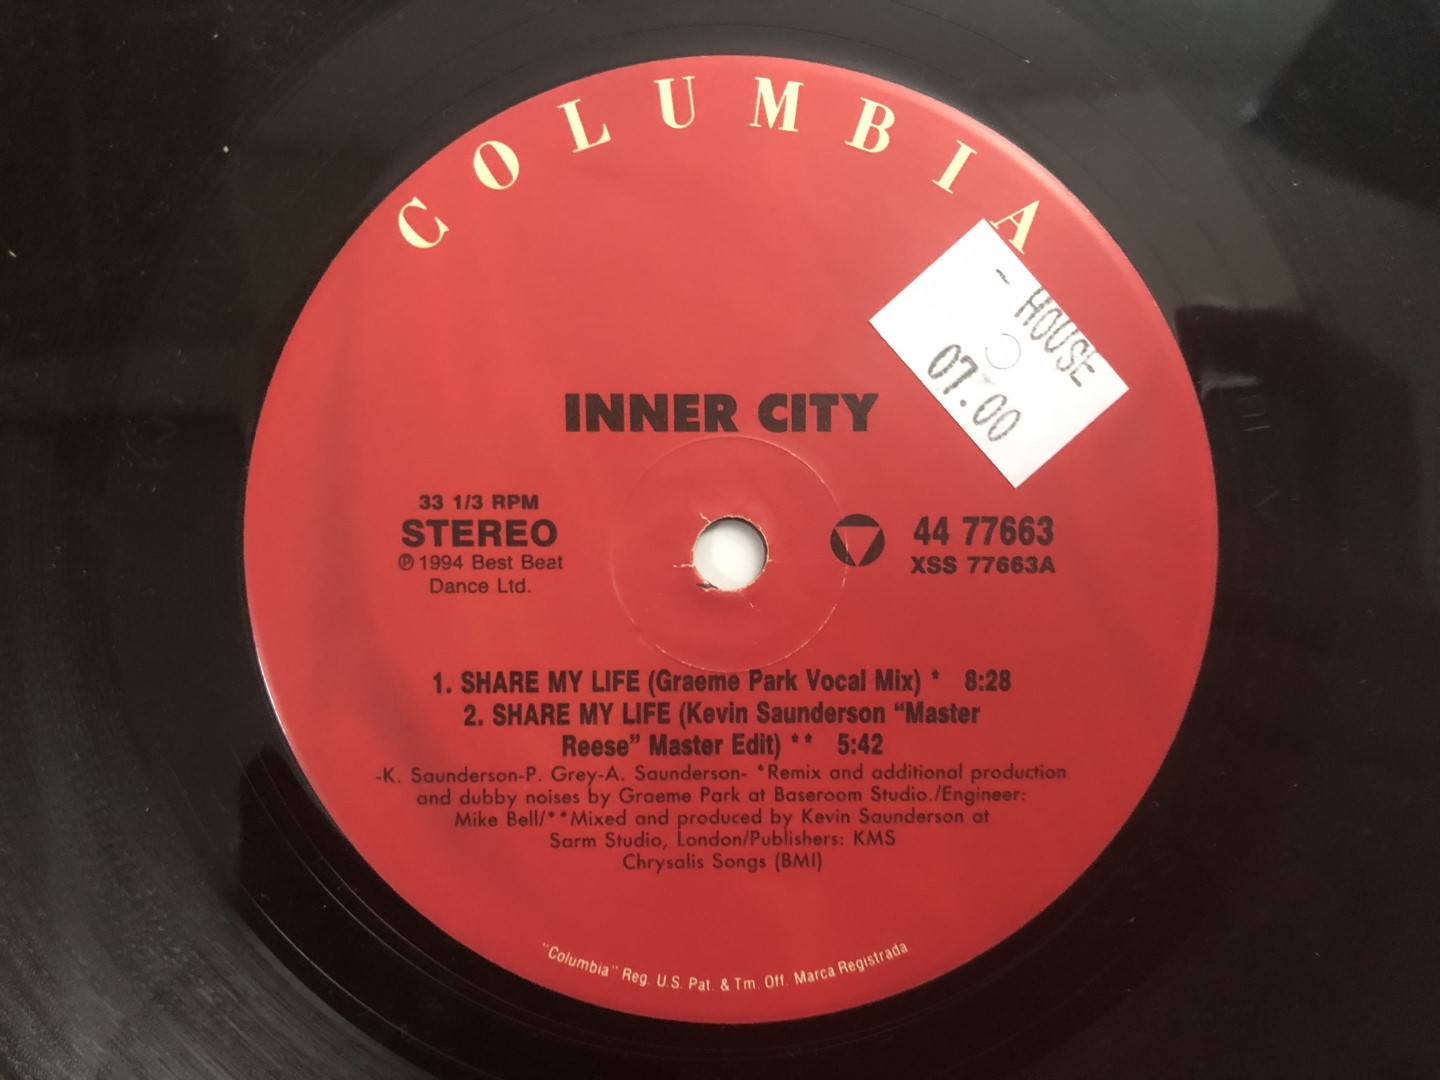 COLUMBIA
~ HOUSE
07.00
INNER CITY
33 1/3 RPM
STEREO
℗ 1994 Best Beat
Dance Ltd.
44 77663
XSS 77663A
1. SHARE MY LIFE (Graeme Park Vocal Mix) * 8:28
2. SHARE MY LIFE (Kevin Saunderson “Master
Reese” Master Edit) ** 5:42
-K. Saunderson-P. Grey-A. Saunderson- *Remix and additional production
and dubby noises by Graeme Park at Baseroom Studio./Engineer:
Mike Bell/**Mixed and produced by Kevin Saunderson at
Sarm Studio, London/Publishers: KMS
Chrysalis Songs (BMI)
"Columbia" Reg. U.S. Pat. & Tm. Off. Marca Registrada